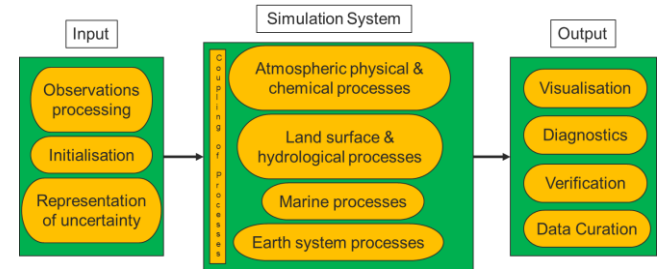 Input
Observations
processing
Initialisation
Representation
of uncertainty
Simulation System
Coupling of Processes
Atmospheric physical &
chemical processes
Land surface &
hydrological processes
Marine processes
Earth system processes
Output
Visualisation
Diagnostics
Verification
Data Curation